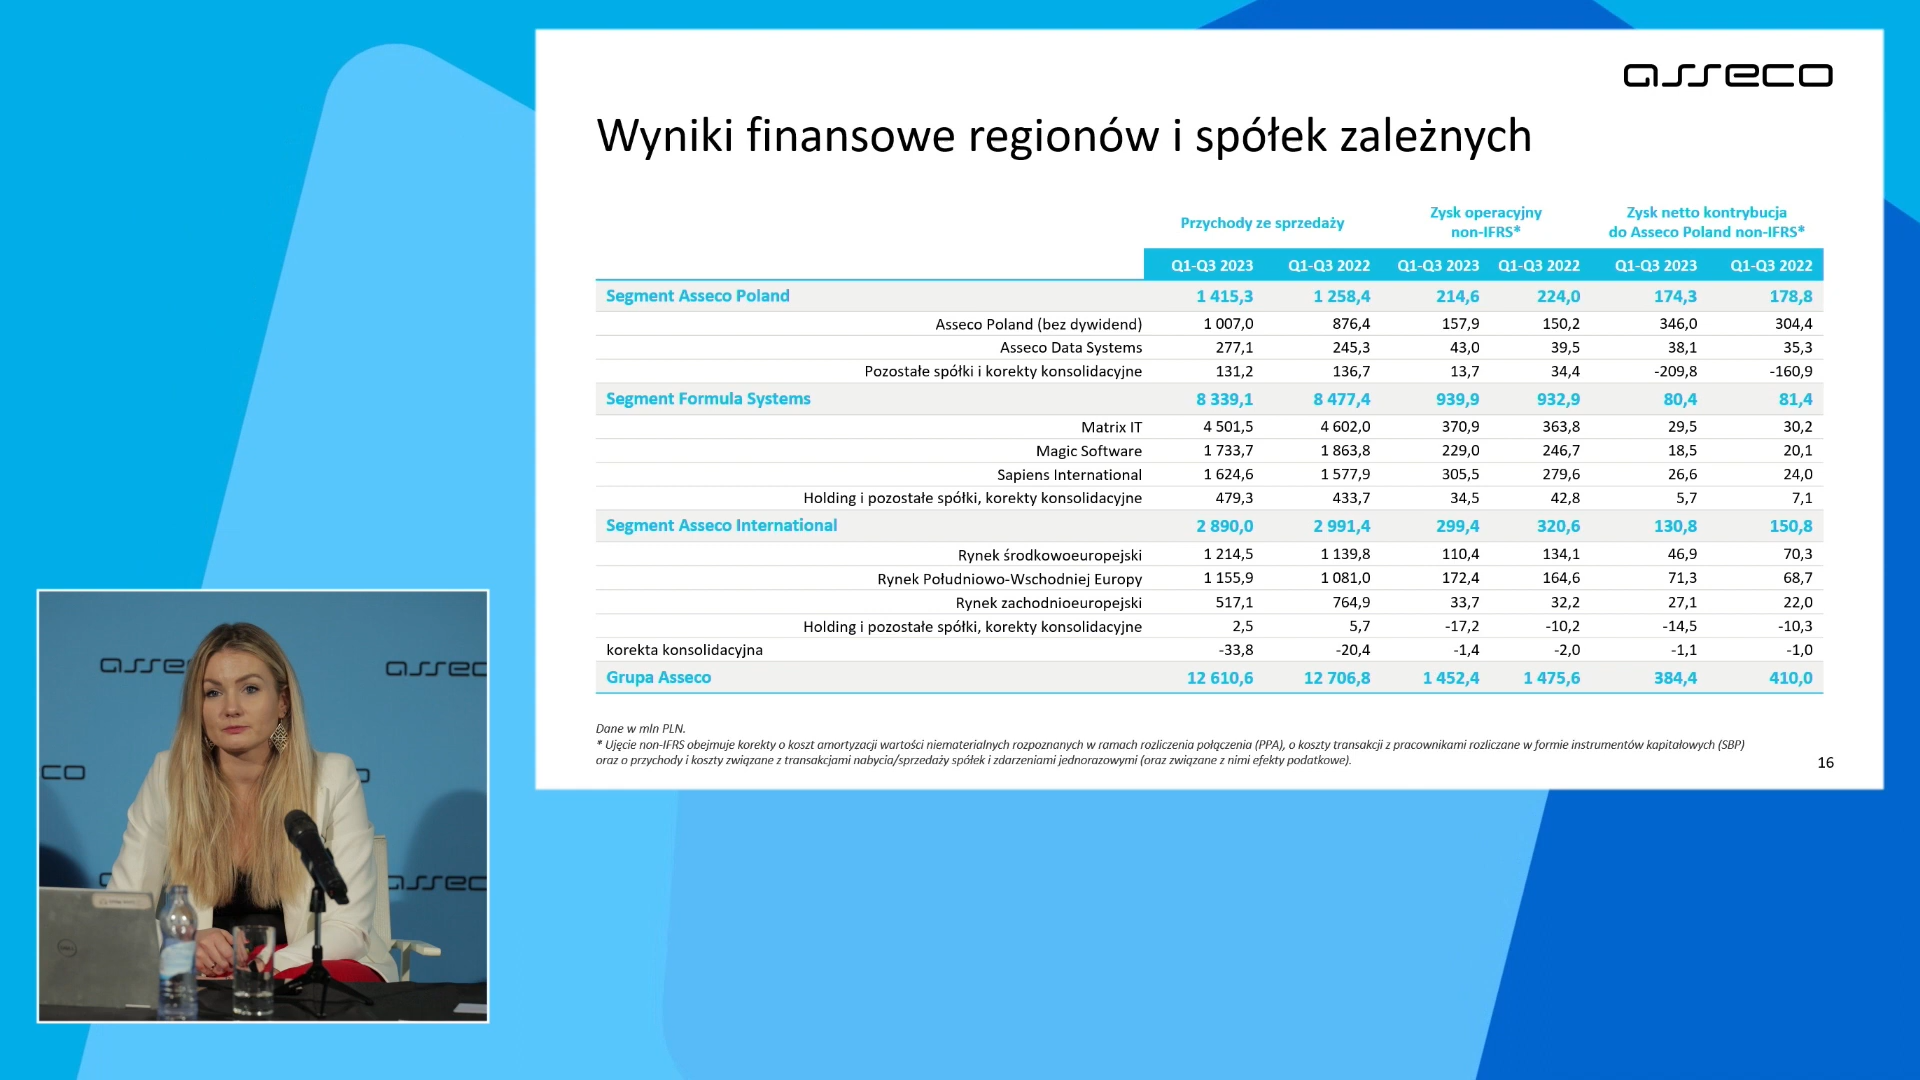 asseco
Wyniki finansowe regionów i spółek zależnych
Przychody ze sprzedaży
Zysk operacyjny
non-IFRS*
Zysk netto kontrybucja
do Asseco Poland non-IFRS*
Q1-Q3 2023 Q1-Q3 2022 Q1-Q3 2023 Q1-Q3 2022 Q1-Q3 2023 Q1-Q3 2022
Segment Asseco Poland 1 415,3 1 258,4 214,6 224,0 174,3 178,8
Asseco Poland (bez dywidend) 1 007,0 876,4 157,9 150,2 346,0 304,4
Asseco Data Systems 277,1 245,3 43,0 39,5 38,1 35,3
Pozostałe spółki i korekty konsolidacyjne 131,2 136,7 13,7 34,4 -209,8 -160,9
Segment Formula Systems 8 339,1 8 477,4 939,9 932,9 80,4 81,4
Matrix IT 4 501,5 4 602,0 370,9 363,8 29,5 30,2
Magic Software 1 733,7 1 863,8 229,0 246,7 18,5 20,1
Sapiens International 1 624,6 1 577,9 305,5 279,6 26,6 24,0
Holding i pozostałe spółki, korekty konsolidacyjne 479,3 433,7 34,5 42,8 5,7 7,1
Segment Asseco International 2 890,0 2 991,4 299,4 320,6 130,8 150,8
Rynek środkowoeuropejski 1 214,5 1 139,8 110,4 134,1 46,9 70,3
Rynek Południowo-Wschodniej Europy 1 155,9 1 081,0 172,4 164,6 71,3 68,7
Rynek zachodnioeuropejski 517,1 764,9 33,7 32,2 27,1 22,0
Holding i pozostałe spółki, korekty konsolidacyjne 2,5 5,7 -17,2 -10,2 -14,5 -10,3
korekta konsolidacyjna -33,8 -20,4 -1,4 -2,0 -1,1 -1,0
Grupa Asseco 12 610,6 12 706,8 1 452,4 1 475,6 384,4 410,0
Dane w mln PLN.
* Ujęcie non-IFRS obejmuje korekty o koszt amortyzacji wartości niematerialnych rozpoznanych w ramach rozliczenia połączenia (PPA), o koszty transakcji z pracownikami rozliczane w formie instrumentów kapitałowych (SBP)
oraz o przychody i koszty związane z transakcjami nabycia/sprzedaży spółek i zdarzeniami jednorazowymi (oraz związane z nimi efekty podatkowe).
16
asse
assec
co
assec